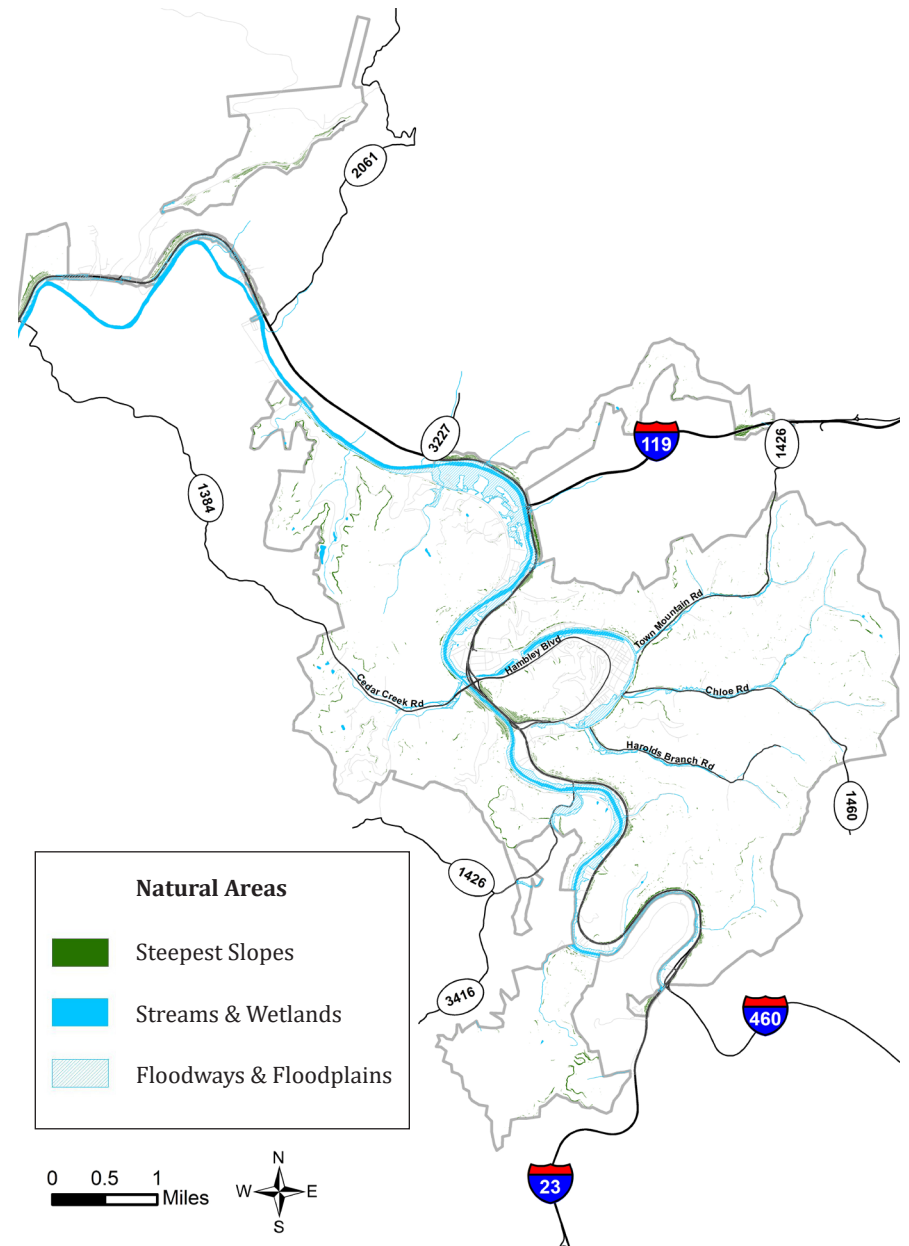 2061
3227
119
1426
1384
Town Mountain Rd
Hambley Blvd
Cedar Creek Rd
Chloe Rd
Harolds Branch Rd
1460
1426
3416
460
23
Natural Areas
Steepest Slopes
Streams & Wetlands
Floodways & Floodplains
0 0.5 1
Miles
N
W E
S